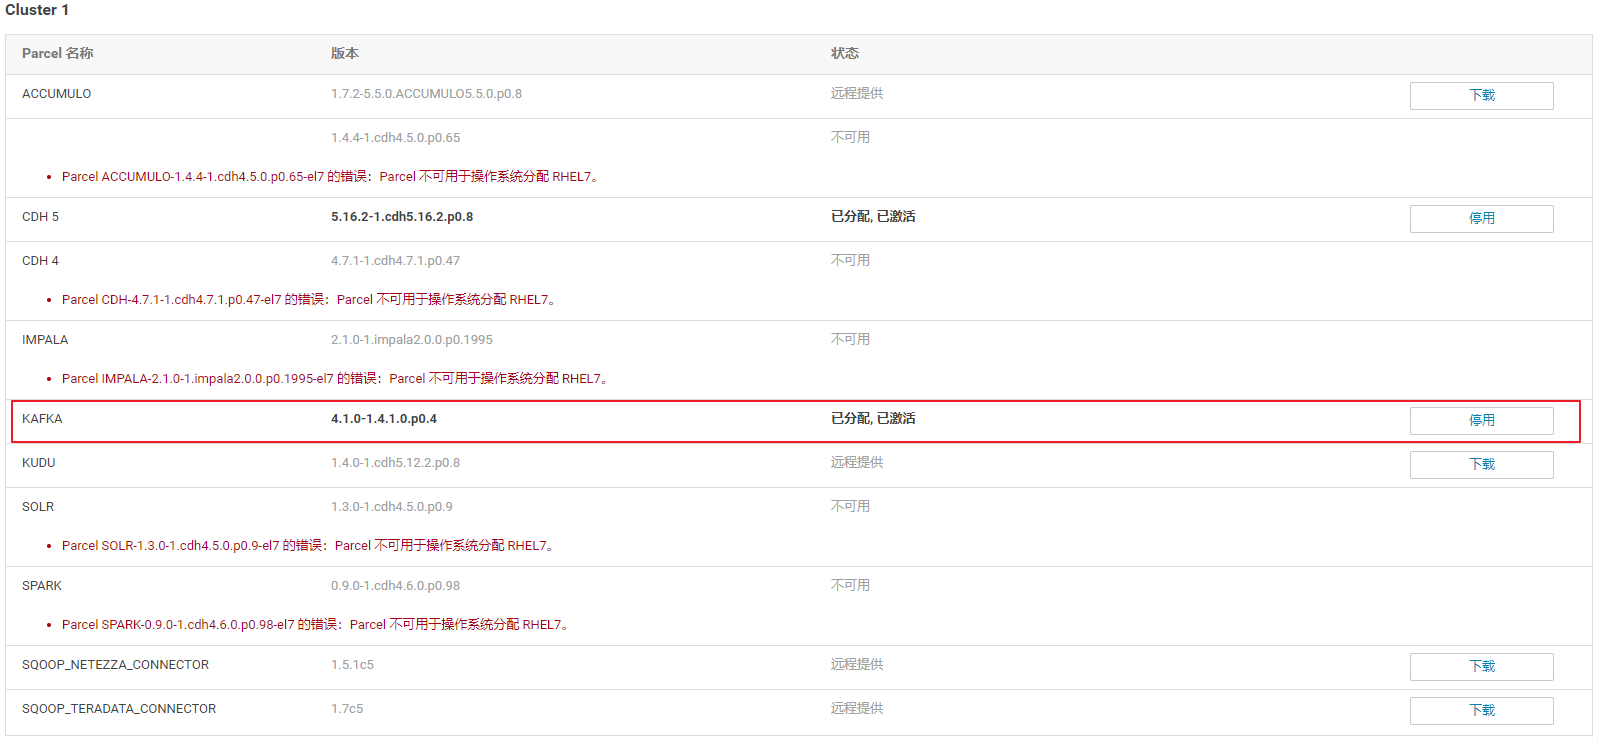 Cluster 1
Parcel 名称 版本 状态
ACCUMULO 1.7.2-5.5.0.ACCUMULO5.5.0.p0.8 远程提供 下载
1.4.4-1.cdh4.5.0.p0.65 不可用
• Parcel ACCUMULO-1.4.4-1.cdh4.5.0.p0.65-el7 的错误：Parcel 不可用于操作系统分配 RHEL7。
CDH 5 5.16.2-1.cdh5.16.2.p0.8 已分配, 已激活 停用
CDH 4 4.7.1-1.cdh4.7.1.p0.47 不可用
• Parcel CDH-4.7.1-1.cdh4.7.1.p0.47-el7 的错误：Parcel 不可用于操作系统分配 RHEL7。
IMPALA 2.1.0-1.impala2.0.0.p0.1995 不可用
• Parcel IMPALA-2.1.0-1.impala2.0.0.p0.1995-el7 的错误：Parcel 不可用于操作系统分配 RHEL7。
KAFKA 4.1.0-1.4.1.0.p0.4 已分配, 已激活 停用
KUDU 1.4.0-1.cdh5.12.2.p0.8 远程提供 下载
SOLR 1.3.0-1.cdh4.5.0.p0.9 不可用
• Parcel SOLR-1.3.0-1.cdh4.5.0.p0.9-el7 的错误：Parcel 不可用于操作系统分配 RHEL7。
SPARK 0.9.0-1.cdh4.6.0.p0.98 不可用
• Parcel SPARK-0.9.0-1.cdh4.6.0.p0.98-el7 的错误：Parcel 不可用于操作系统分配 RHEL7。
SQOOP_NETEZZA_CONNECTOR 1.5.1c5 远程提供 下载
SQOOP_TERADATA_CONNECTOR 1.7c5 远程提供 下载